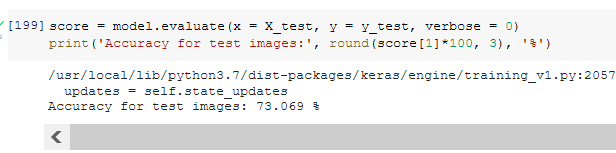 [199] score = model.evaluate(x = X_test, y = y_test, verbose = 0)
print('Accuracy for test images:', round(score[1]*100, 3), '%')
/usr/local/lib/python3.7/dist-packages/keras/engine/training_v1.py:2057
updates = self.state_updates
Accuracy for test images: 73.069 %